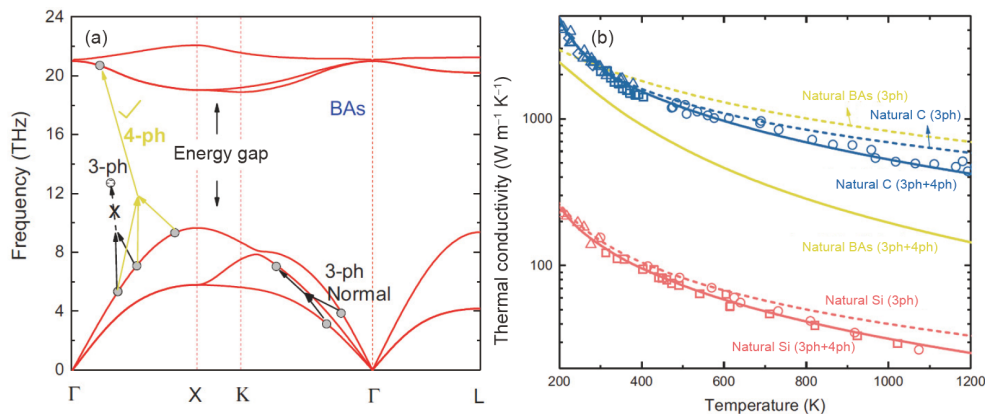 (a)
24
20
16
12
8
4
0
Frequency (THz)
BAs
4-ph
3-ph
X
Energy gap
3-ph
Normal
Γ
X
K
Γ
L
(b)
1000
100
Thermal conductivity (W m⁻¹ K⁻¹)
Natural BAs (3ph)
Natural C (3ph)
Natural C (3ph+4ph)
Natural BAs (3ph+4ph)
Natural Si (3ph)
Natural Si (3ph+4ph)
200
400
600
800
1000
1200
Temperature (K)